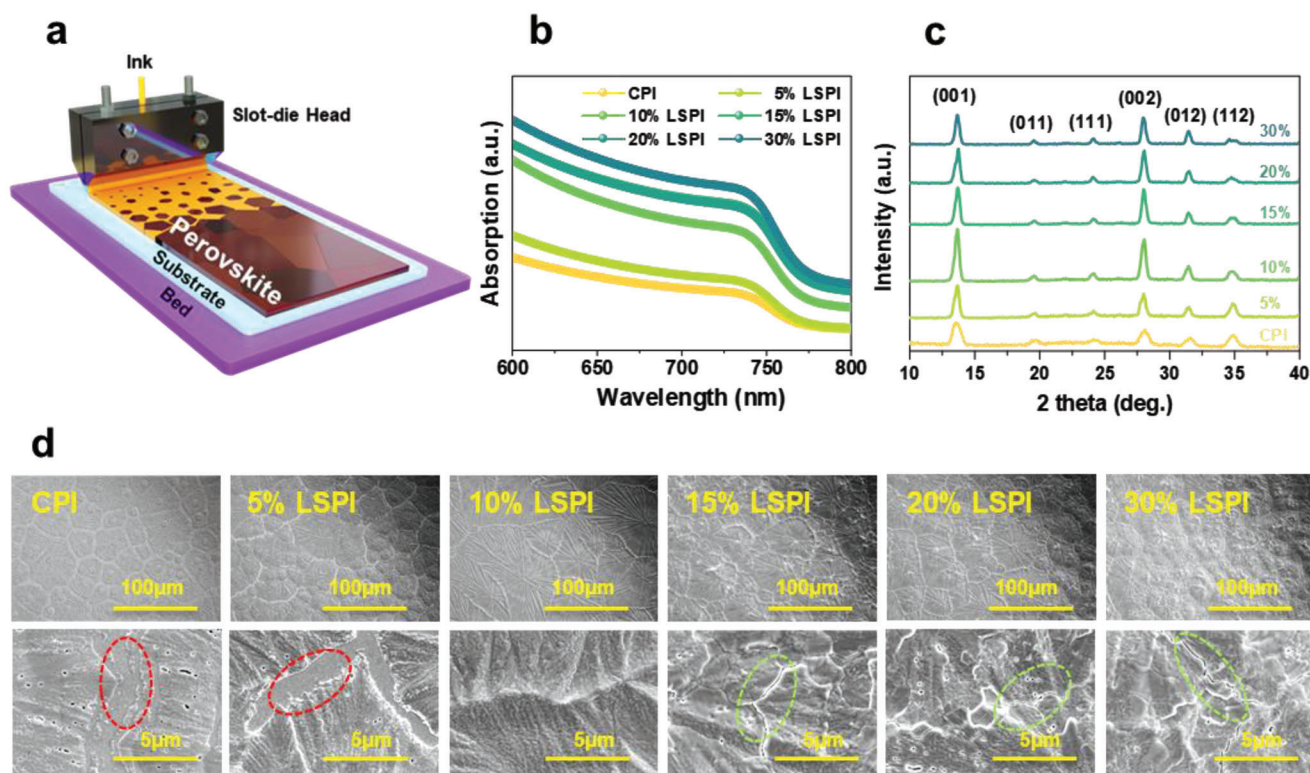 a
Ink
Slot-die Head
Perovskite
Substrate
Bed
b
CPI
5% LSPI
10% LSPI
15% LSPI
20% LSPI
30% LSPI
Absorption (a.u.)
600 650 700 750 800
Wavelength (nm)
c
(001)
(011)
(111)
(002)
(012)
(112)
30%
20%
15%
10%
5%
CPI
Intensity (a.u.)
10 15 20 25 30 35 40
2 theta (deg.)
d
CPI
5% LSPI
10% LSPI
15% LSPI
20% LSPI
30% LSPI
100μm
100μm
100μm
100μm
100μm
100μm
5μm
5μm
5μm
5μm
5μm
5μm